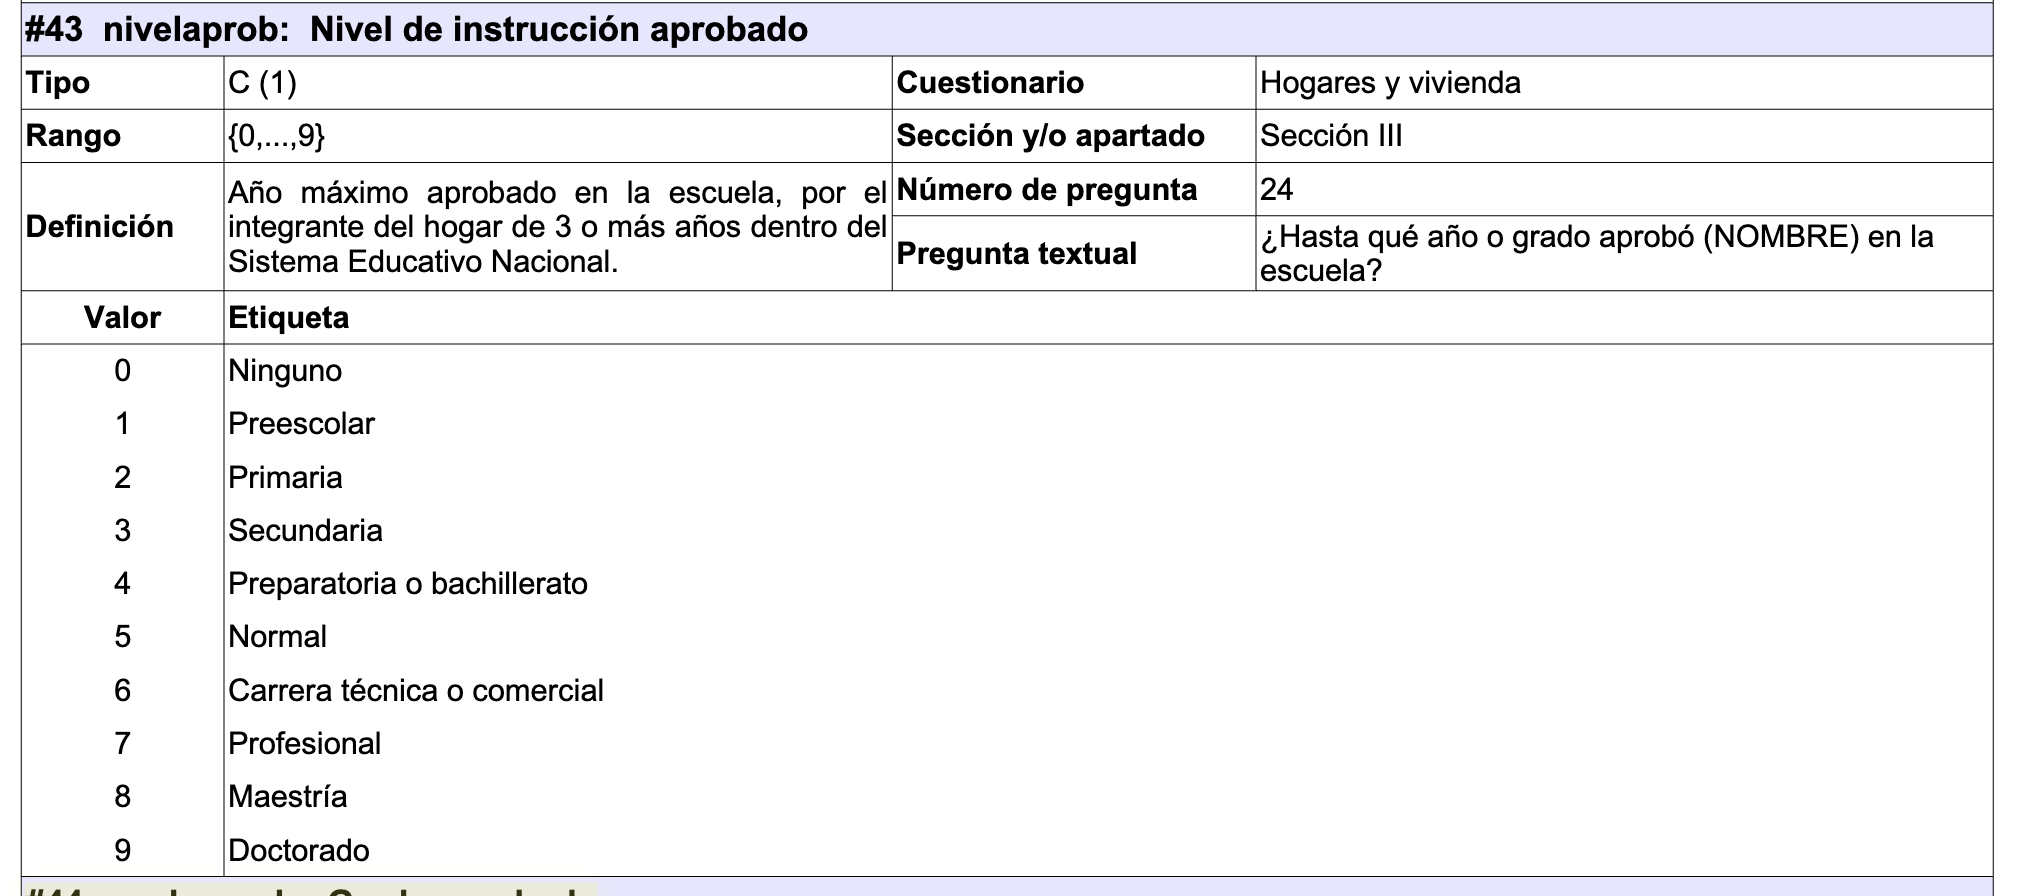 #43 nivelaprob: Nivel de instrucción aprobado
Tipo C (1) Cuestionario Hogares y vivienda
Rango {0,...,9} Sección y/o apartado Sección III
Definición
Año máximo aprobado en la escuela, por el
integrante del hogar de 3 o más años dentro del
Sistema Educativo Nacional.
Número de pregunta 24
Pregunta textual
¿Hasta qué año o grado aprobó (NOMBRE) en la
escuela?
Valor Etiqueta
0 Ninguno
1 Preescolar
2 Primaria
3 Secundaria
4 Preparatoria o bachillerato
5 Normal
6 Carrera técnica o comercial
7 Profesional
8 Maestría
9 Doctorado